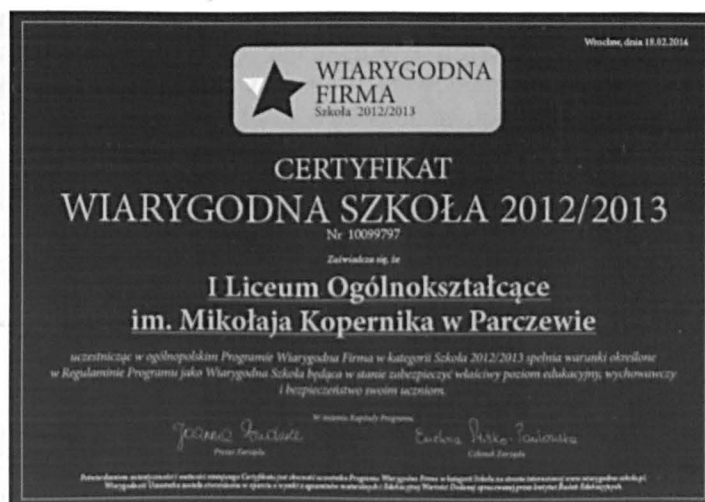 Wrocław, dnia 18.02.2014
WIARYGODNA
FIRMA
Szkoła 2012/2013
CERTYFIKAT
WIARYGODNA SZKOŁA 2012/2013
Nr 10099797
Zaświadcza się, że
I Liceum Ogólnokształcące
im. Mikołaja Kopernika w Parczewie
uczestnicząc w ogólnopolskim Programie Wiarygodna Firma w kategorii Szkoła 2012/2013 spełnia warunki określone
w Regulaminie Programu jako Wiarygodna Szkoła będąca w stanie zabezpieczyć właściwy poziom edukacyjny, wychowawczy
i bezpieczeństwo swoim uczniom.
W imieniu Kapituły Programu
Joanna
Ewelina
Prezes Zarządu
Członek Zarządu